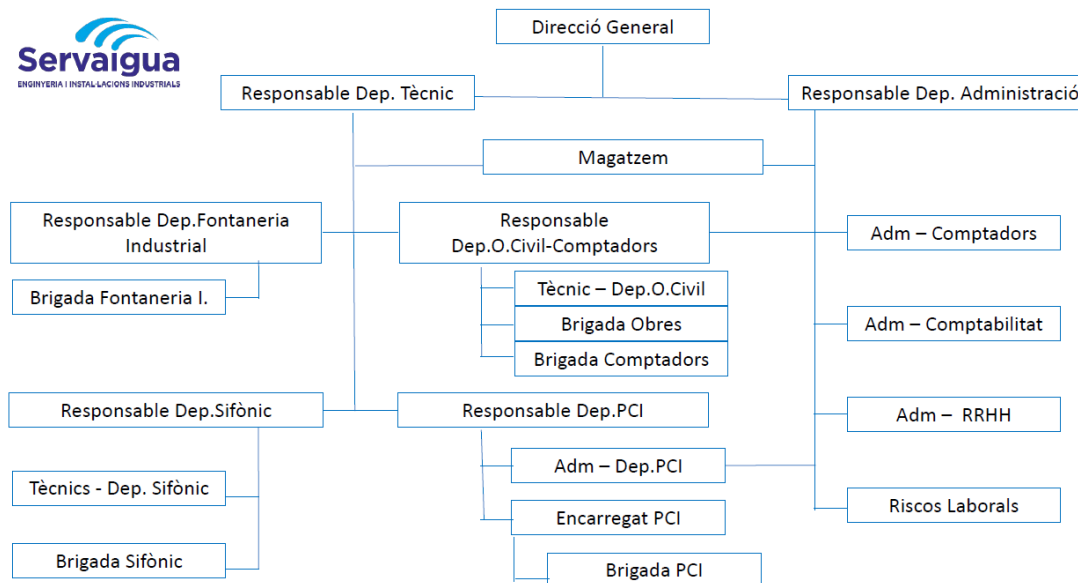 Direcció General
Servaigua
ENGINYERIA I INSTAL·LACIONS INDUSTRIALS
Responsable Dep. Tècnic
Responsable Dep. Administració
Magatzem
Responsable Dep.Fontaneria
Industrial
Responsable
Dep.O.Civil-Comptadors
Adm – Comptadors
Brigada Fontaneria I.
Tècnic – Dep.O.Civil
Brigada Obres
Adm – Comptabilitat
Brigada Comptadors
Responsable Dep.Sifònic
Responsable Dep.PCI
Adm –  RRHH
Adm – Dep.PCI
Tècnics - Dep. Sifònic
Encarregat PCI
Riscos Laborals
Brigada Sifònic
Brigada PCI